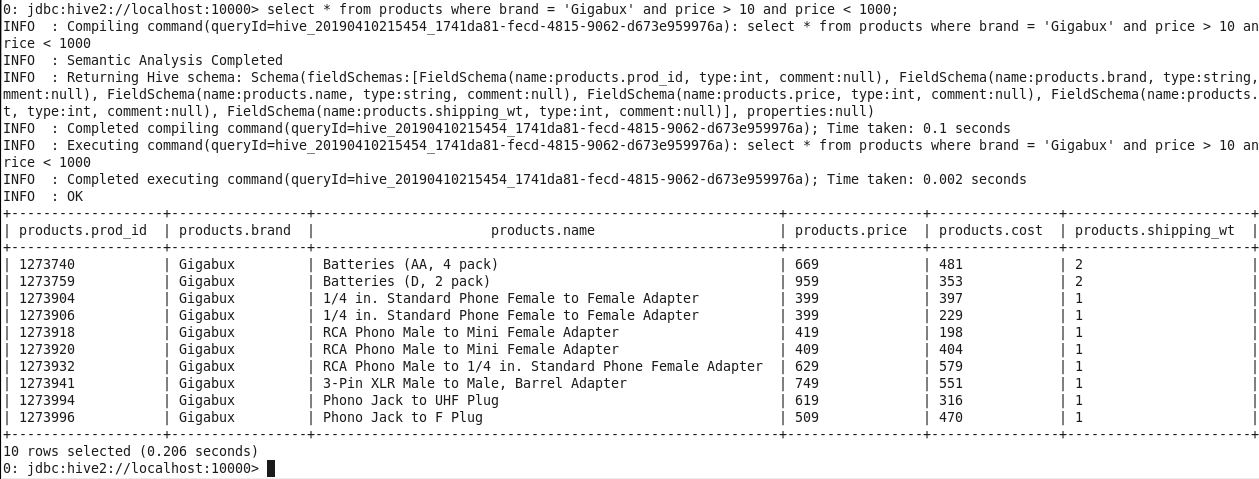 0: jdbc:hive2://localhost:10000> select * from products where brand = 'Gigabux' and price > 10 and price < 1000;
INFO  : Compiling command(queryId=hive_20190410215454_1741da81-fecd-4815-9062-d673e959976a): select * from products where brand = 'Gigabux' and price > 10 an
rice < 1000
INFO  : Semantic Analysis Completed
INFO  : Returning Hive schema: Schema(fieldSchemas:[FieldSchema(name:products.prod_id, type:int, comment:null), FieldSchema(name:products.brand, type:string,
mment:null), FieldSchema(name:products.name, type:string, comment:null), FieldSchema(name:products.price, type:int, comment:null), FieldSchema(name:products.
t, type:int, comment:null), FieldSchema(name:products.shipping_wt, type:int, comment:null)], properties:null)
INFO  : Completed compiling command(queryId=hive_20190410215454_1741da81-fecd-4815-9062-d673e959976a); Time taken: 0.1 seconds
INFO  : Executing command(queryId=hive_20190410215454_1741da81-fecd-4815-9062-d673e959976a): select * from products where brand = 'Gigabux' and price > 10 an
rice < 1000
INFO  : Completed executing command(queryId=hive_20190410215454_1741da81-fecd-4815-9062-d673e959976a); Time taken: 0.002 seconds
INFO  : OK
+-------------------+-----------------+----------------------------------------------------------+-----------------+----------------+-----------------------+
| products.prod_id  | products.brand  |                      products.name                       | products.price  | products.cost  | products.shipping_wt  |
+-------------------+-----------------+----------------------------------------------------------+-----------------+----------------+-----------------------+
| 1273740           | Gigabux         | Batteries (AA, 4 pack)                                   | 669             | 481            | 2                     |
| 1273759           | Gigabux         | Batteries (D, 2 pack)                                    | 959             | 353            | 2                     |
| 1273904           | Gigabux         | 1/4 in. Standard Phone Female to Female Adapter          | 399             | 397            | 1                     |
| 1273906           | Gigabux         | 1/4 in. Standard Phone Female to Female Adapter          | 399             | 229            | 1                     |
| 1273918           | Gigabux         | RCA Phono Male to Mini Female Adapter                    | 419             | 198            | 1                     |
| 1273920           | Gigabux         | RCA Phono Male to Mini Female Adapter                    | 409             | 404            | 1                     |
| 1273932           | Gigabux         | RCA Phono Male to 1/4 in. Standard Phone Female Adapter  | 629             | 579            | 1                     |
| 1273941           | Gigabux         | 3-Pin XLR Male to Male, Barrel Adapter                   | 749             | 551            | 1                     |
| 1273994           | Gigabux         | Phono Jack to UHF Plug                                   | 619             | 316            | 1                     |
| 1273996           | Gigabux         | Phono Jack to F Plug                                     | 509             | 470            | 1                     |
+-------------------+-----------------+----------------------------------------------------------+-----------------+----------------+-----------------------+
10 rows selected (0.206 seconds)
0: jdbc:hive2://localhost:10000>